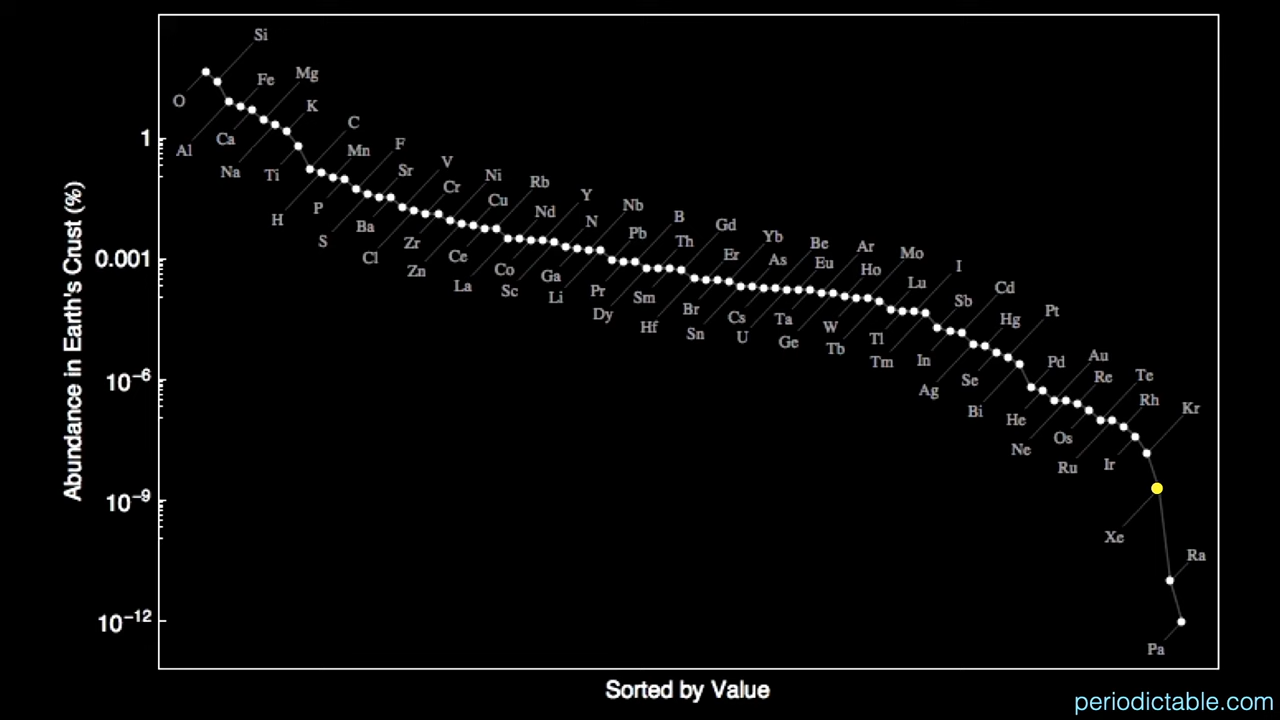 Si
Fe
Mg
O
K
C
Ca
Mn
F
Al
Na
Ti
Sr
V
H
P
S
Ba
Cr
Ni
Cl
Zr
Cu
Rb
Zn
Ce
Nd
Y
La
Co
Sc
N
Nb
Ga
Li
Pb
B
Pr
Dy
Th
Gd
Sm
Hf
Er
Yb
Br
Sn
As
Be
Cs
U
Eu
Ar
Ta
Ge
Ho
Mo
W
Tb
Lu
I
Tl
Tm
Sb
Cd
In
Ag
Hg
Pt
Se
Bi
Pd
Au
He
Ne
Re
Te
Os
Ru
Rh
Kr
Ir
Xe
Ra
Pa
1
0.001
10⁻⁶
10⁻⁹
10⁻¹²
Abundance in Earth's Crust (%)
Sorted by Value
periodictable.com